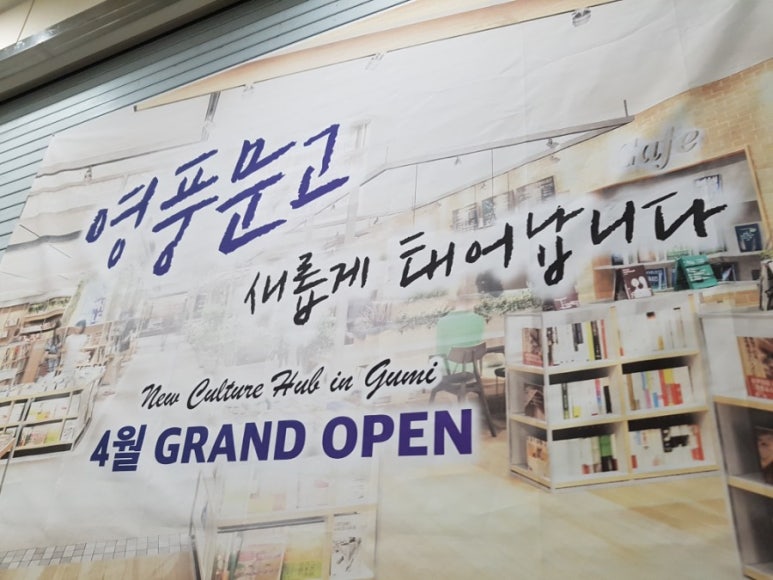 영풍문고
새롭게 태어납니다
Cafe
New Culture Hub in Gumi
4월 GRAND OPEN